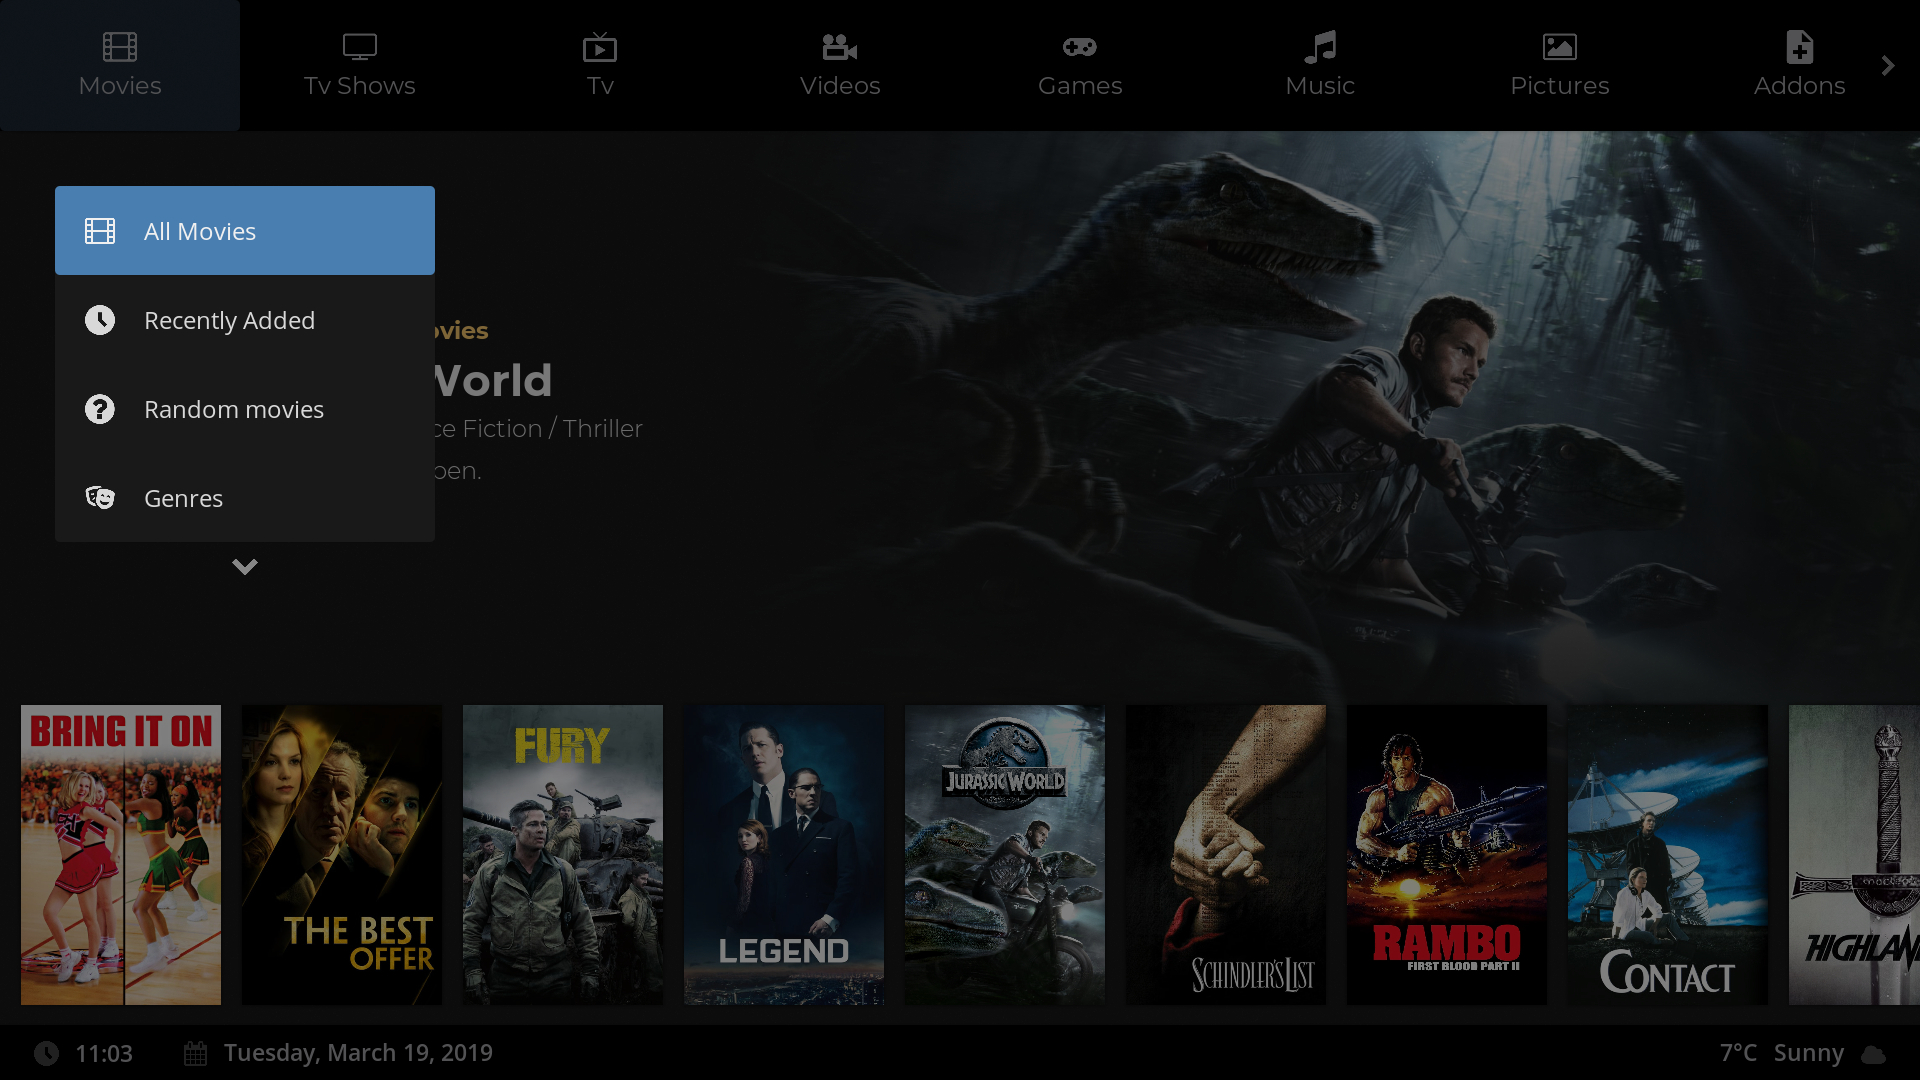 Movies
Tv Shows
Tv
Videos
Games
Music
Pictures
Addons
All Movies
Recently Added
Random movies
Genres
ovies
World
ce Fiction / Thriller
pen.
BRING IT ON
THE BEST
OFFER
FURY
LEGEND
JURASSIC WORLD
SCHINDLER'S LIST
RAMBO
FIRST BLOOD PART II
CONTACT
HIGHLAN
11:03
Tuesday, March 19, 2019
7°C Sunny